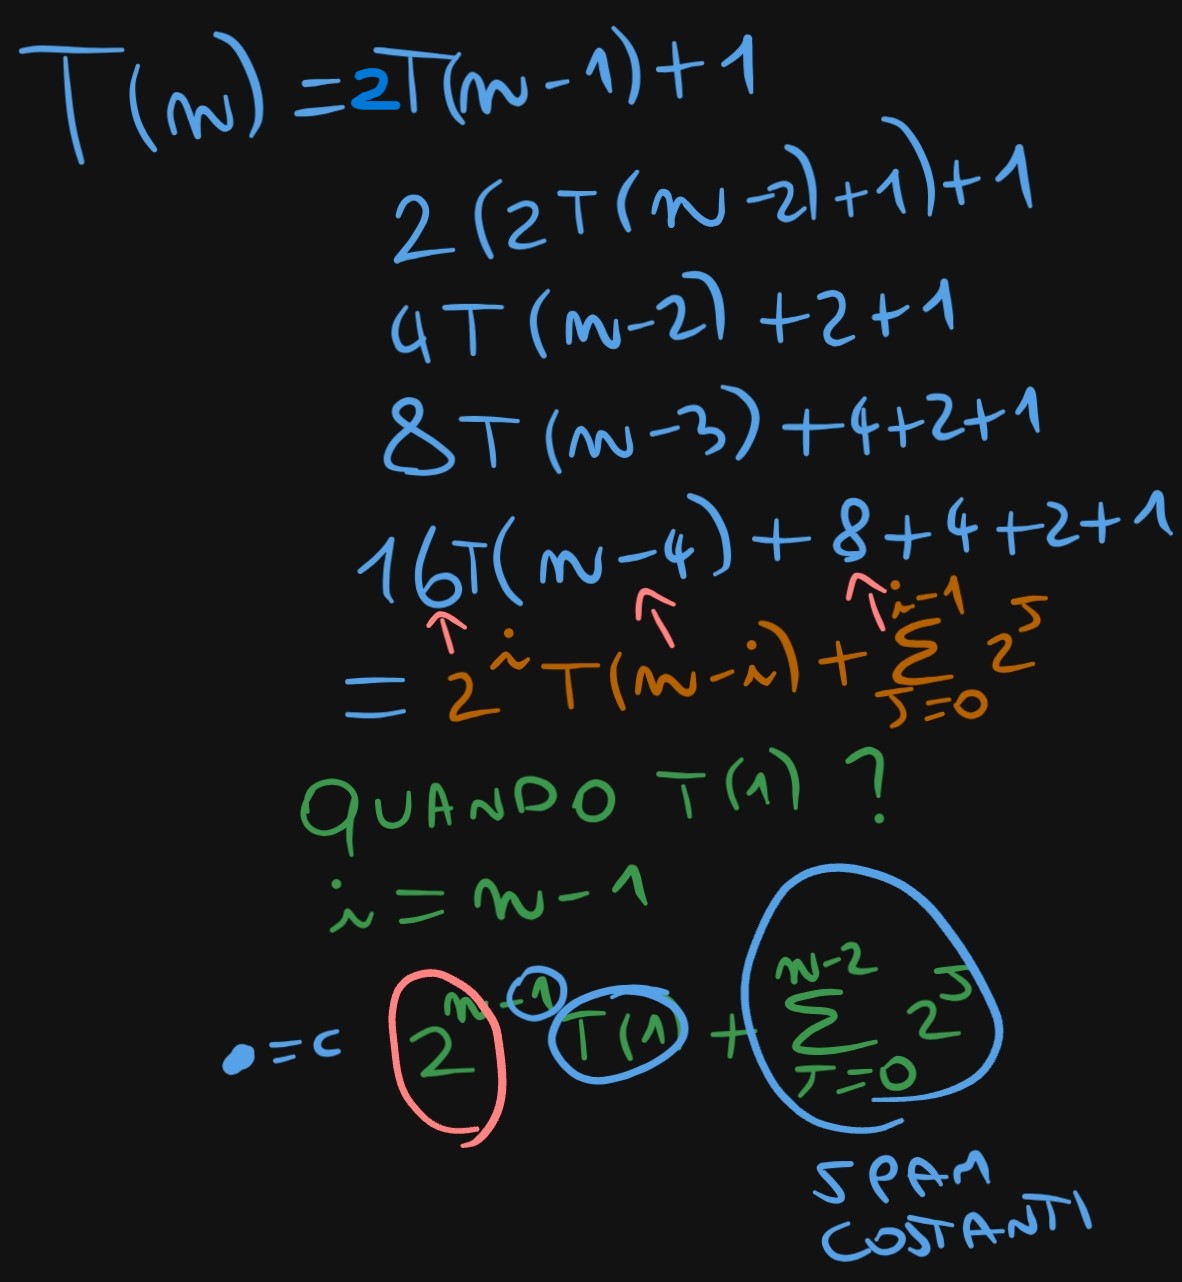 T(n) = 2T(n-1)+1
2(2T(n-2)+1)+1
4T(n-2)+2+1
8T(n-3)+4+2+1
16T(n-4)+8+4+2+1
= 2^i T(n-i) + ∑_{J=0}^{i-1} 2^J
QUANDO T(1)?
i = n-1
• = c 2^{n-1} T(1) + ∑_{J=0}^{n-2} 2^J
SPAM
COSTANTI